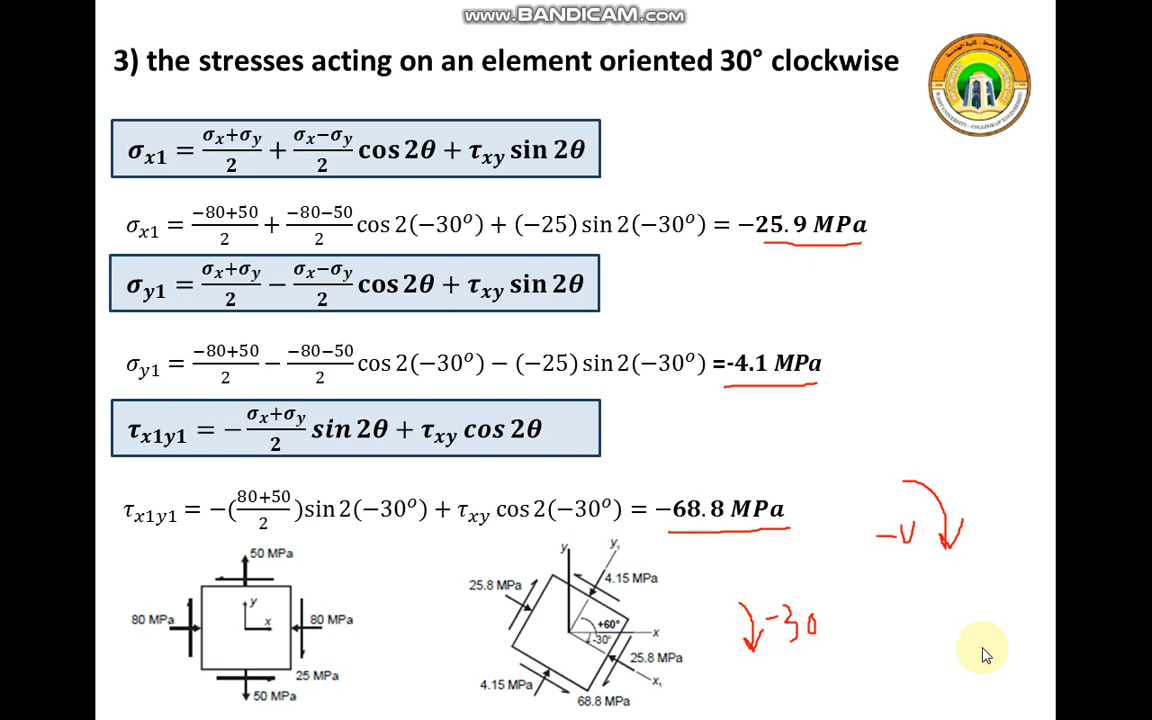 www.BANDICAM.com
3) the stresses acting on an element oriented 30° clockwise
σx1 = (σx+σy)/2 + (σx−σy)/2 cos 2θ + τxy sin 2θ
σx1 = (−80+50)/2 + (−80−50)/2 cos 2(−30°) + (−25) sin 2(−30°) = −25.9 MPa
σy1 = (σx+σy)/2 − (σx−σy)/2 cos 2θ + τxy sin 2θ
σy1 = (−80+50)/2 − (−80−50)/2 cos 2(−30°) − (−25) sin 2(−30°) =-4.1 MPa
τx1y1 = − (σx+σy)/2 sin 2θ + τxy cos 2θ
τx1y1 = −((80+50)/2) sin 2(−30°) + τxy cos 2(−30°) = −68.8 MPa
50 MPa
y
x
80 MPa
80 MPa
25 MPa
50 MPa
y
y1
25.8 MPa
4.15 MPa
+60°
-30°
x
25.8 MPa
x1
4.15 MPa
68.8 MPa
-30